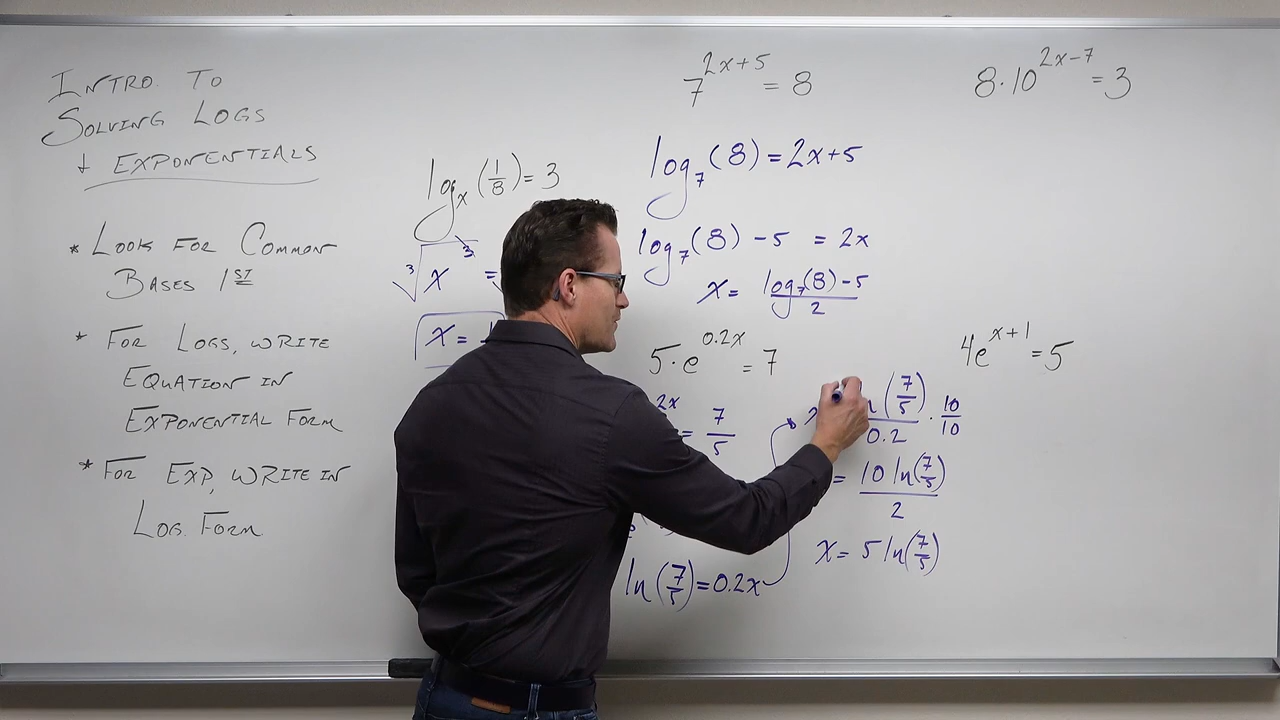 INTRO. TO
SOLVING LOGS
+ EXPONENTIALS
* LOOK FOR COMMON
BASES 1ST
* FOR LOGS, WRITE
EQUATION IN
EXPONENTIAL FORM
* FOR EXP, WRITE IN
LOG. FORM
log_x(1/8)=3
∛x^3 =
x=
7^(2x+5) = 8
log_7(8)=2x+5
log_7(8) -5 = 2x
x= (log_7(8)-5)/2
5·e^(0.2x) = 7
2x = 7/5
ln(7/5)=0.2x
(7/5)/0.2 · 10/10
= 10 ln(7/5)/2
x= 5 ln(7/5)
8·10^(2x-7) =3
4e^(x+1) =5